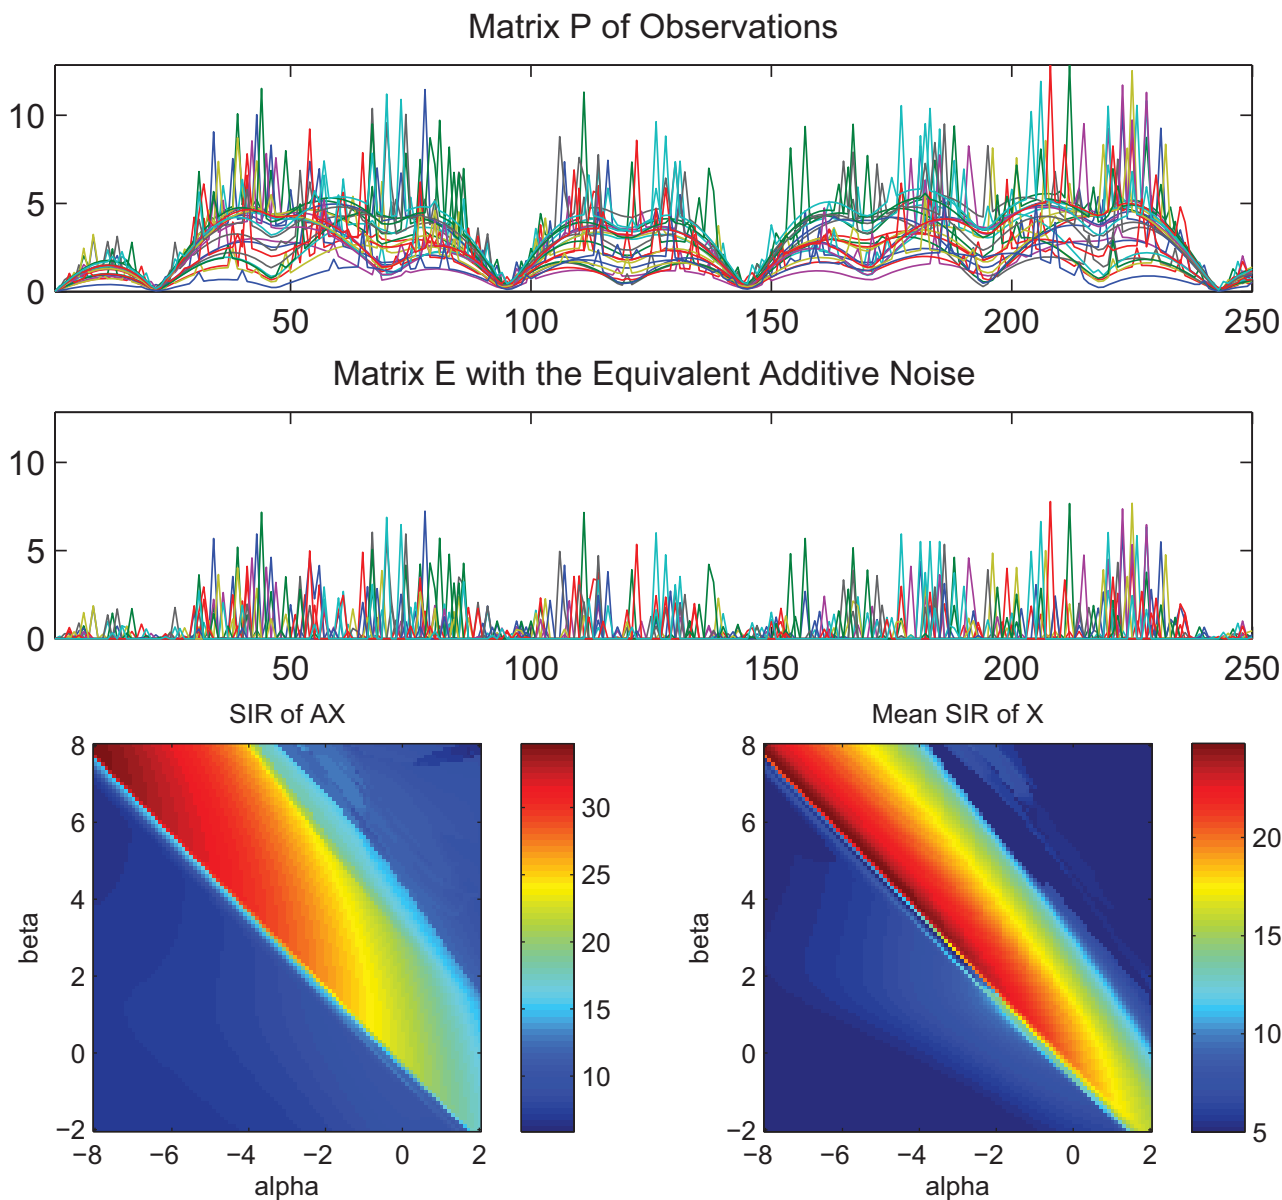 Matrix P of Observations
10
5
0
50 100 150 200 250
Matrix E with the Equivalent Additive Noise
10
5
0
50 100 150 200 250
SIR of AX
8
6
4
2
0
−2
beta
−8 −6 −4 −2 0 2
alpha
30
25
20
15
10
Mean SIR of X
8
6
4
2
0
−2
beta
−8 −6 −4 −2 0 2
alpha
20
15
10
5